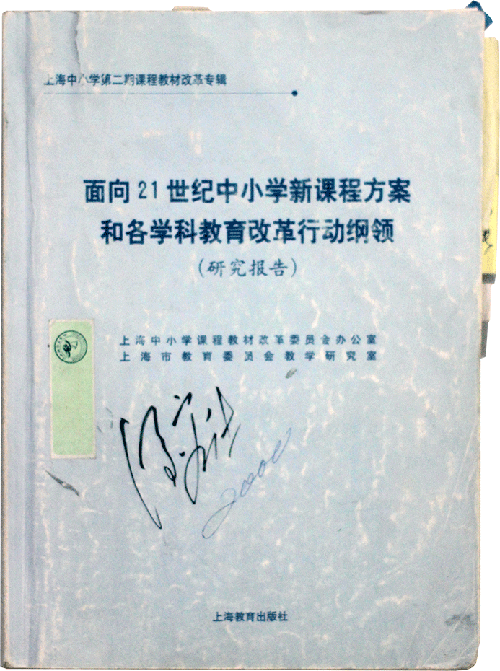 上海中小学第二期课程教材改革专辑
面向21世纪中小学新课程方案
和各学科教育改革行动纲领
(研究报告)
上海中小学课程教材改革委员会办公室
上海市教育委员会教学研究室
2000
上海教育出版社